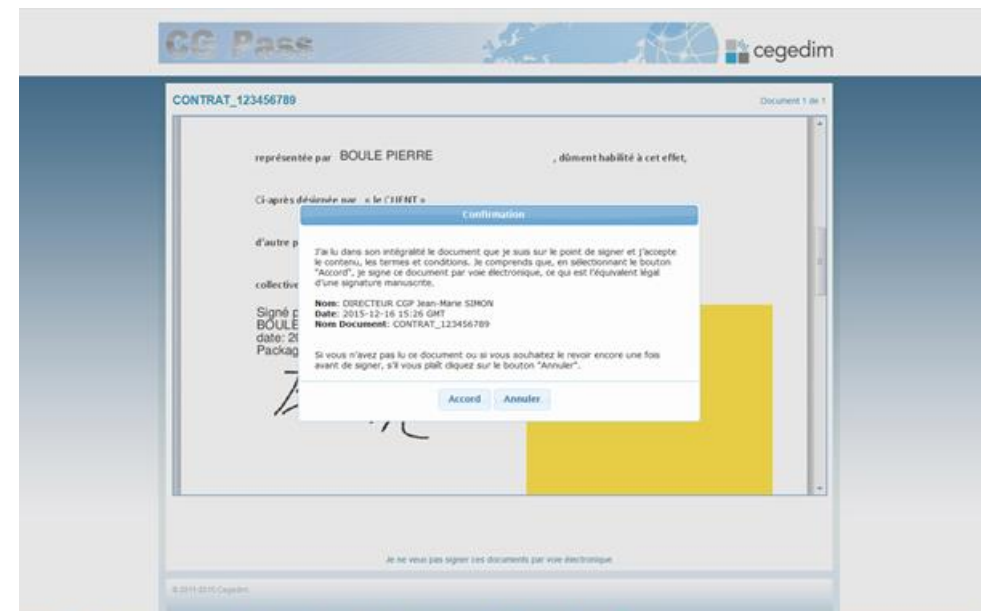 CG Pass
cegedim
CONTRAT_123456789
Document 1 de 1
représentée par BOULE PIERRE , dûment habilité à cet effet,
Ci-après désignée par « le CLIENT »
Confirmation
d'autre p
J'ai lu dans son intégralité le document que je suis sur le point de signer et j'accepte
le contenu, les termes et conditions. Je comprends que, en sélectionnant le bouton
"Accord", je signe ce document par voie électronique, ce qui est l'équivalent légal
d'une signature manuscrite.
collective
Nom: DIRECTEUR CGP Jean-Marie SIMON
Date: 2015-12-16 15:26 GMT
Nom Document: CONTRAT_123456789
Signé p
BOULE
date: 20
Packag
Si vous n'avez pas lu ce document ou si vous souhaitez le revoir encore une fois
avant de signer, s'il vous plaît cliquez sur le bouton "Annuler".
Accord Annuler
Je ne veux pas signer ces documents par voie électronique
© 2011-2015 Cegedim